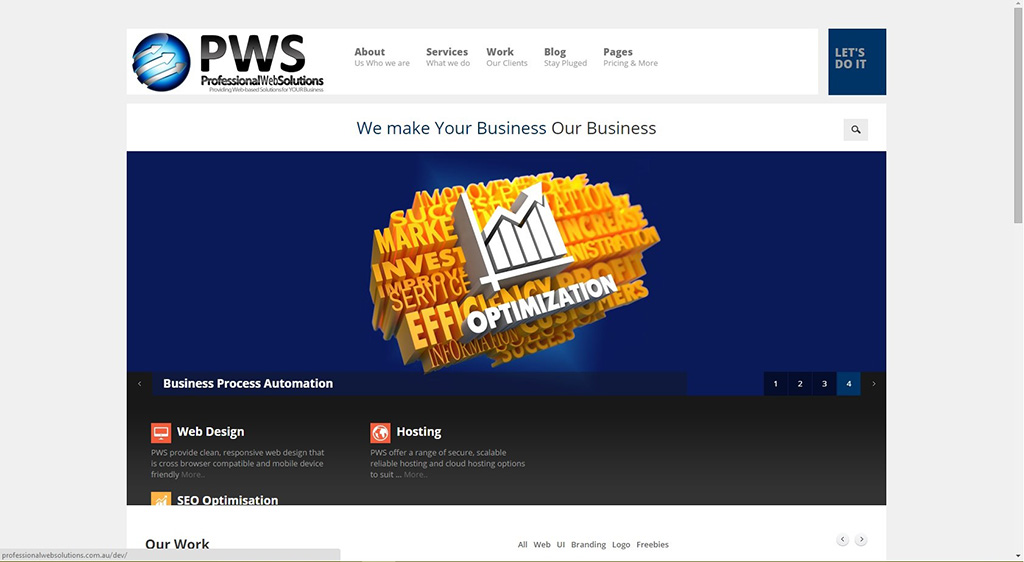 PWS
ProfessionalWebSolutions
Providing Web-based Solutions for YOUR Business
About
Us Who we are
Services
What we do
Work
Our Clients
Blog
Stay Pluged
Pages
Pricing & More
LET'S
DO IT
We make Your Business Our Business
IMPROVE
SUCCESS
MARKE
INCREASE
INVEST
IMPROVE
SERVICE
EFFICIENCY PROFIT
OPTIMIZATION
CUSTOMERS
INFORMATION
SUCCESS
Business Process Automation
1 2 3 4
Web Design
PWS provide clean, responsive web design that
is cross browser compatible and mobile device
friendly More..
Hosting
PWS offer a range of secure, scalable
reliable hosting and cloud hosting options
to suit ... More..
SEO Optimisation
Our Work
All Web UI Branding Logo Freebies
professionalwebsolutions.com.au/dev/